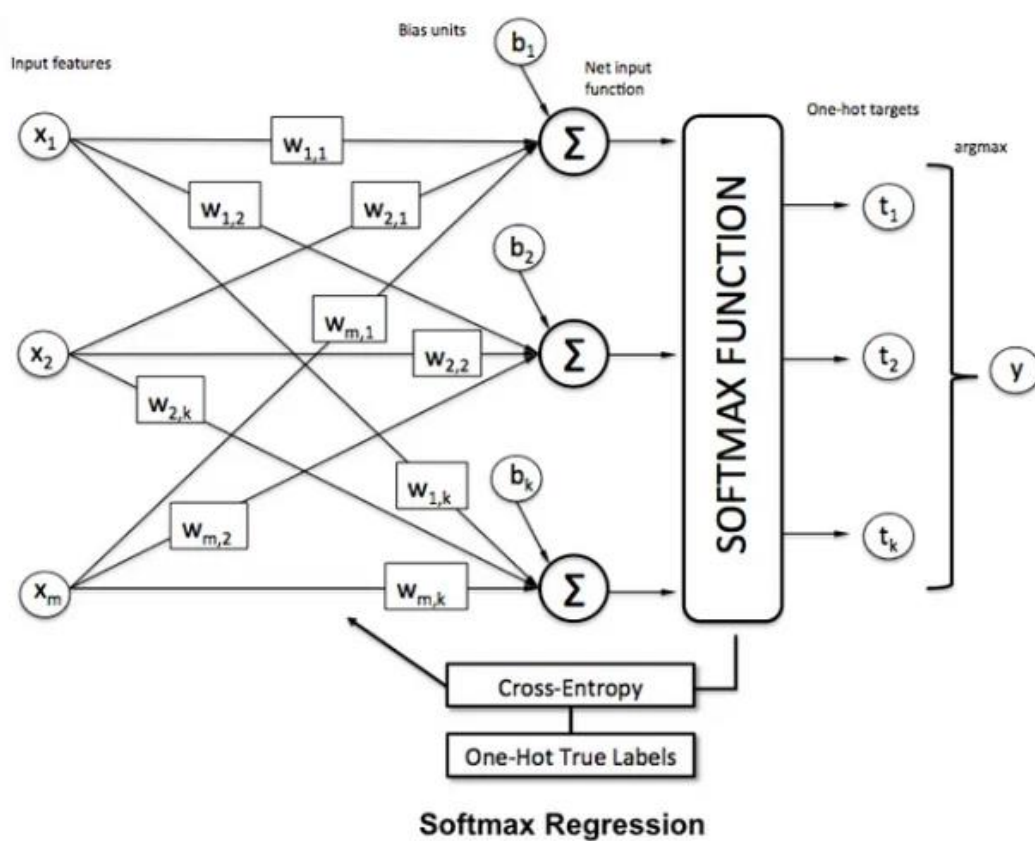 Bias units
b1
Input features
Net input
function
One-hot targets
x1
w1,1
Σ
argmax
w1,2
w2,1
t1
b2
wm,1
x2
w2,2
Σ
SOFTMAX FUNCTION
t2
y
w2,k
bk
w1,k
wm,2
tk
xm
wm,k
Σ
Cross-Entropy
One-Hot True Labels
Softmax Regression